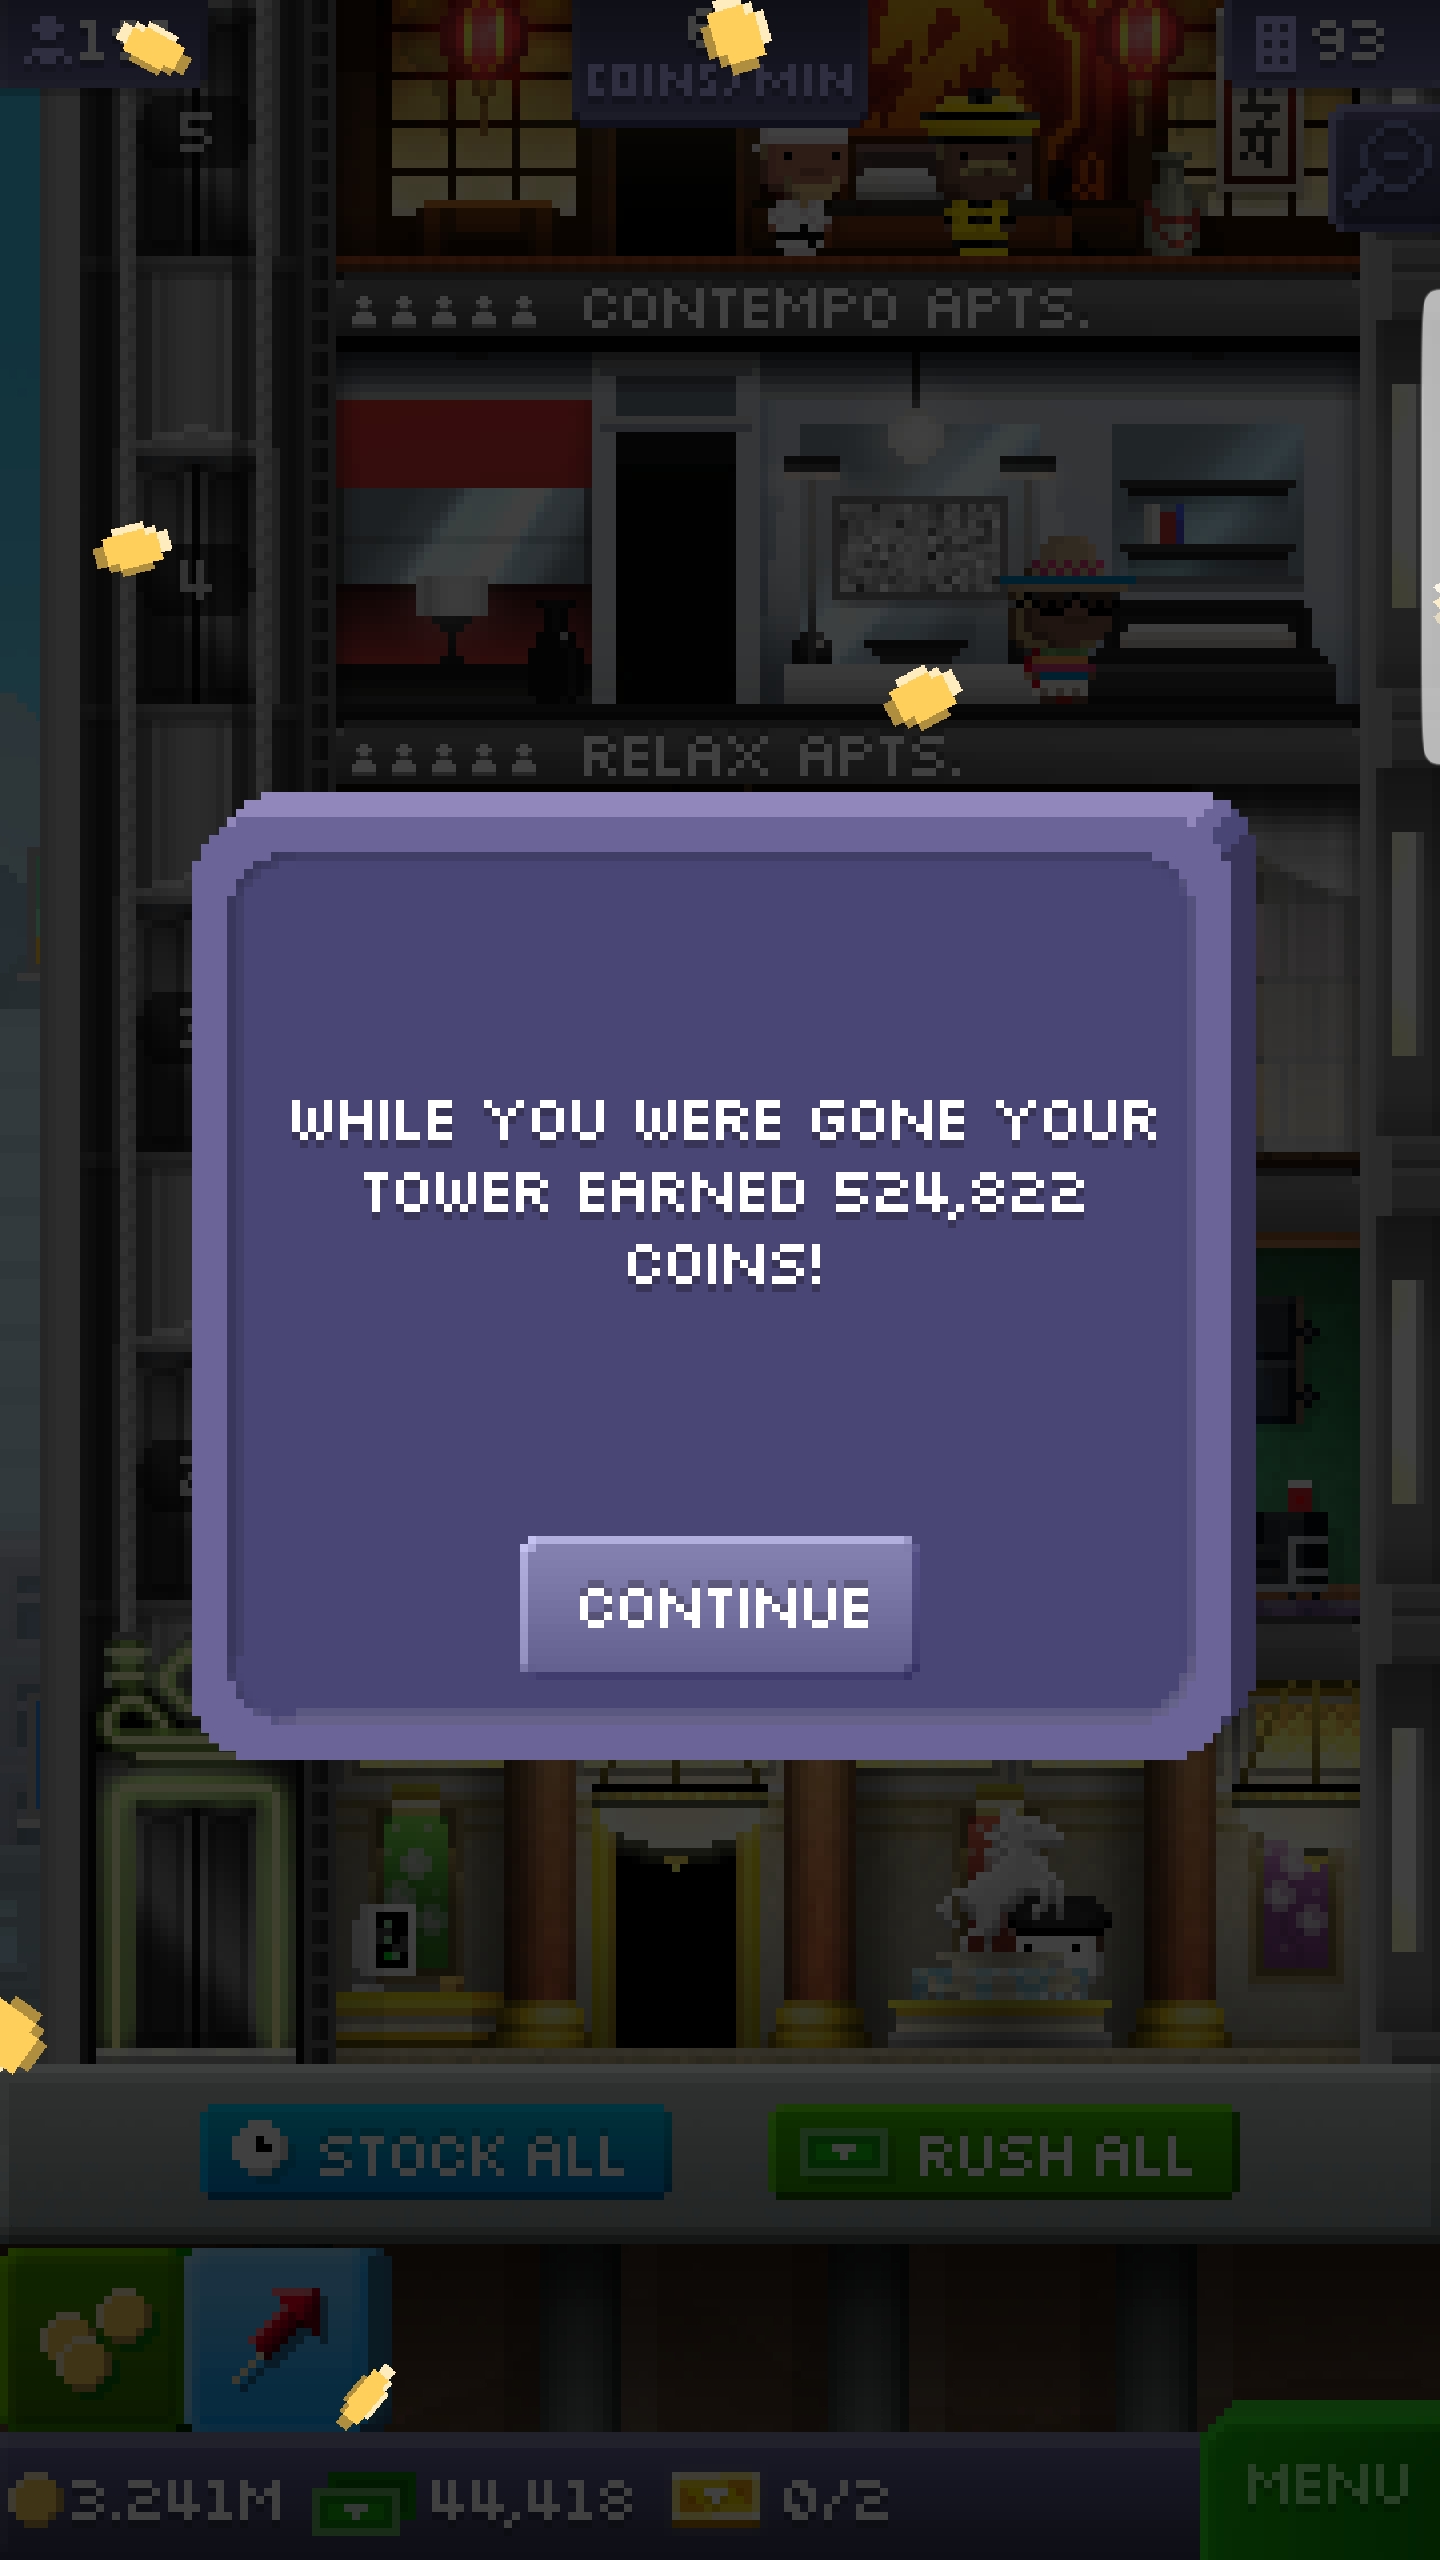 93
COINS/MIN
5
CONTEMPO APTS.
4
RELAX APTS.
WHILE YOU WERE GONE YOUR
TOWER EARNED 524,822
COINS!
CONTINUE
STOCK ALL
RUSH ALL
3.241M 44,418 0/2
MENU